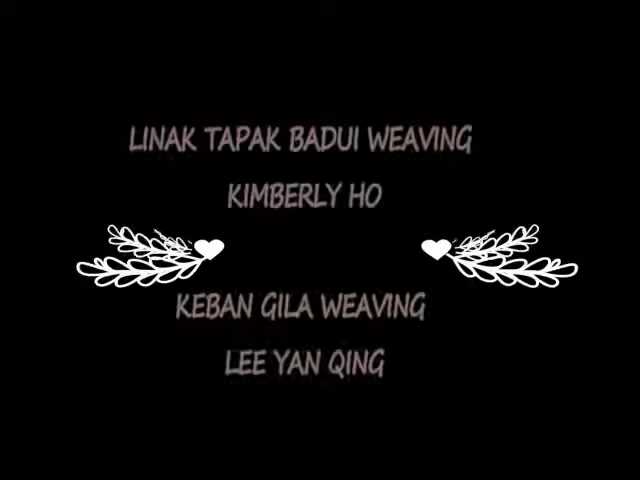 LINAK TAPAK BADUI WEAVING
KIMBERLY HO
KEBAN GILA WEAVING
LEE YAN QING